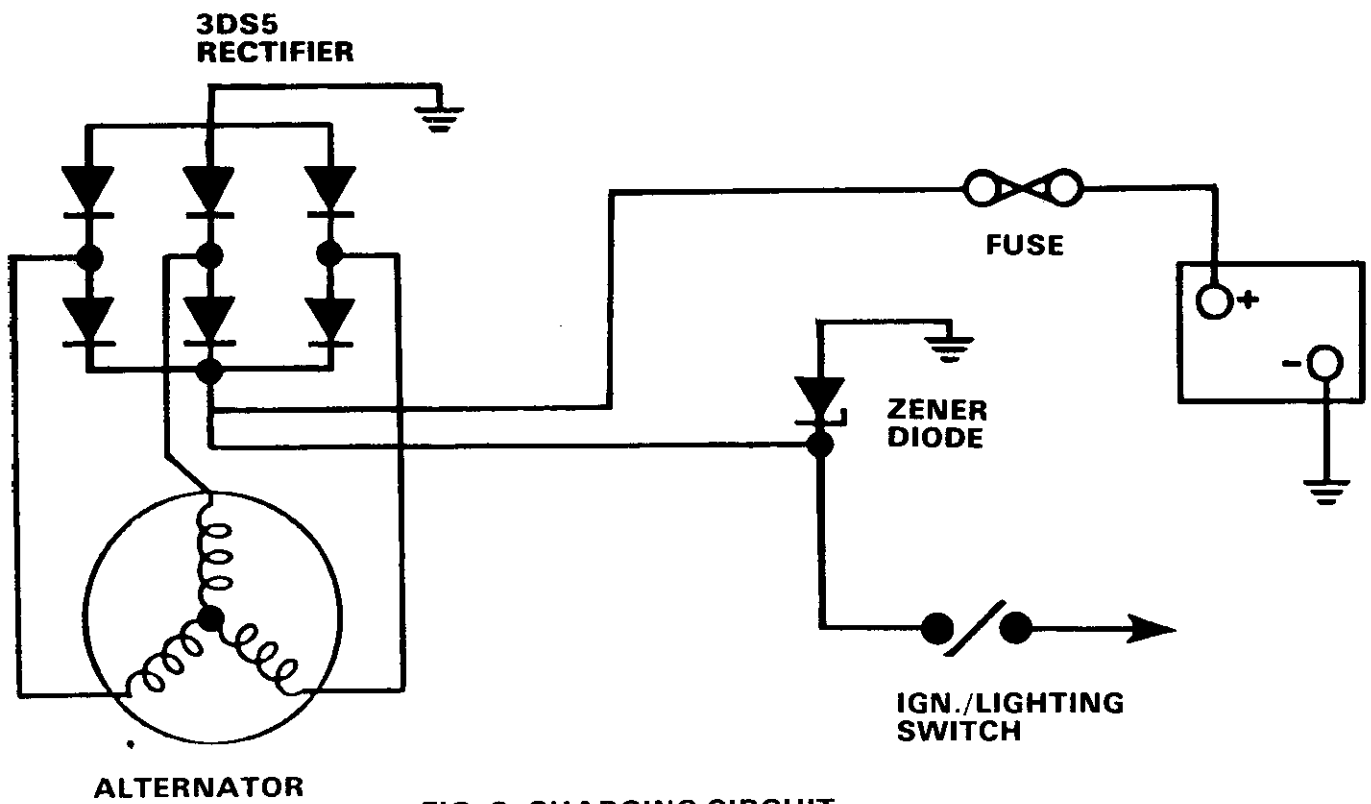 3DS5
RECTIFIER
FUSE
+
-
ZENER
DIODE
IGN./LIGHTING
SWITCH
ALTERNATOR